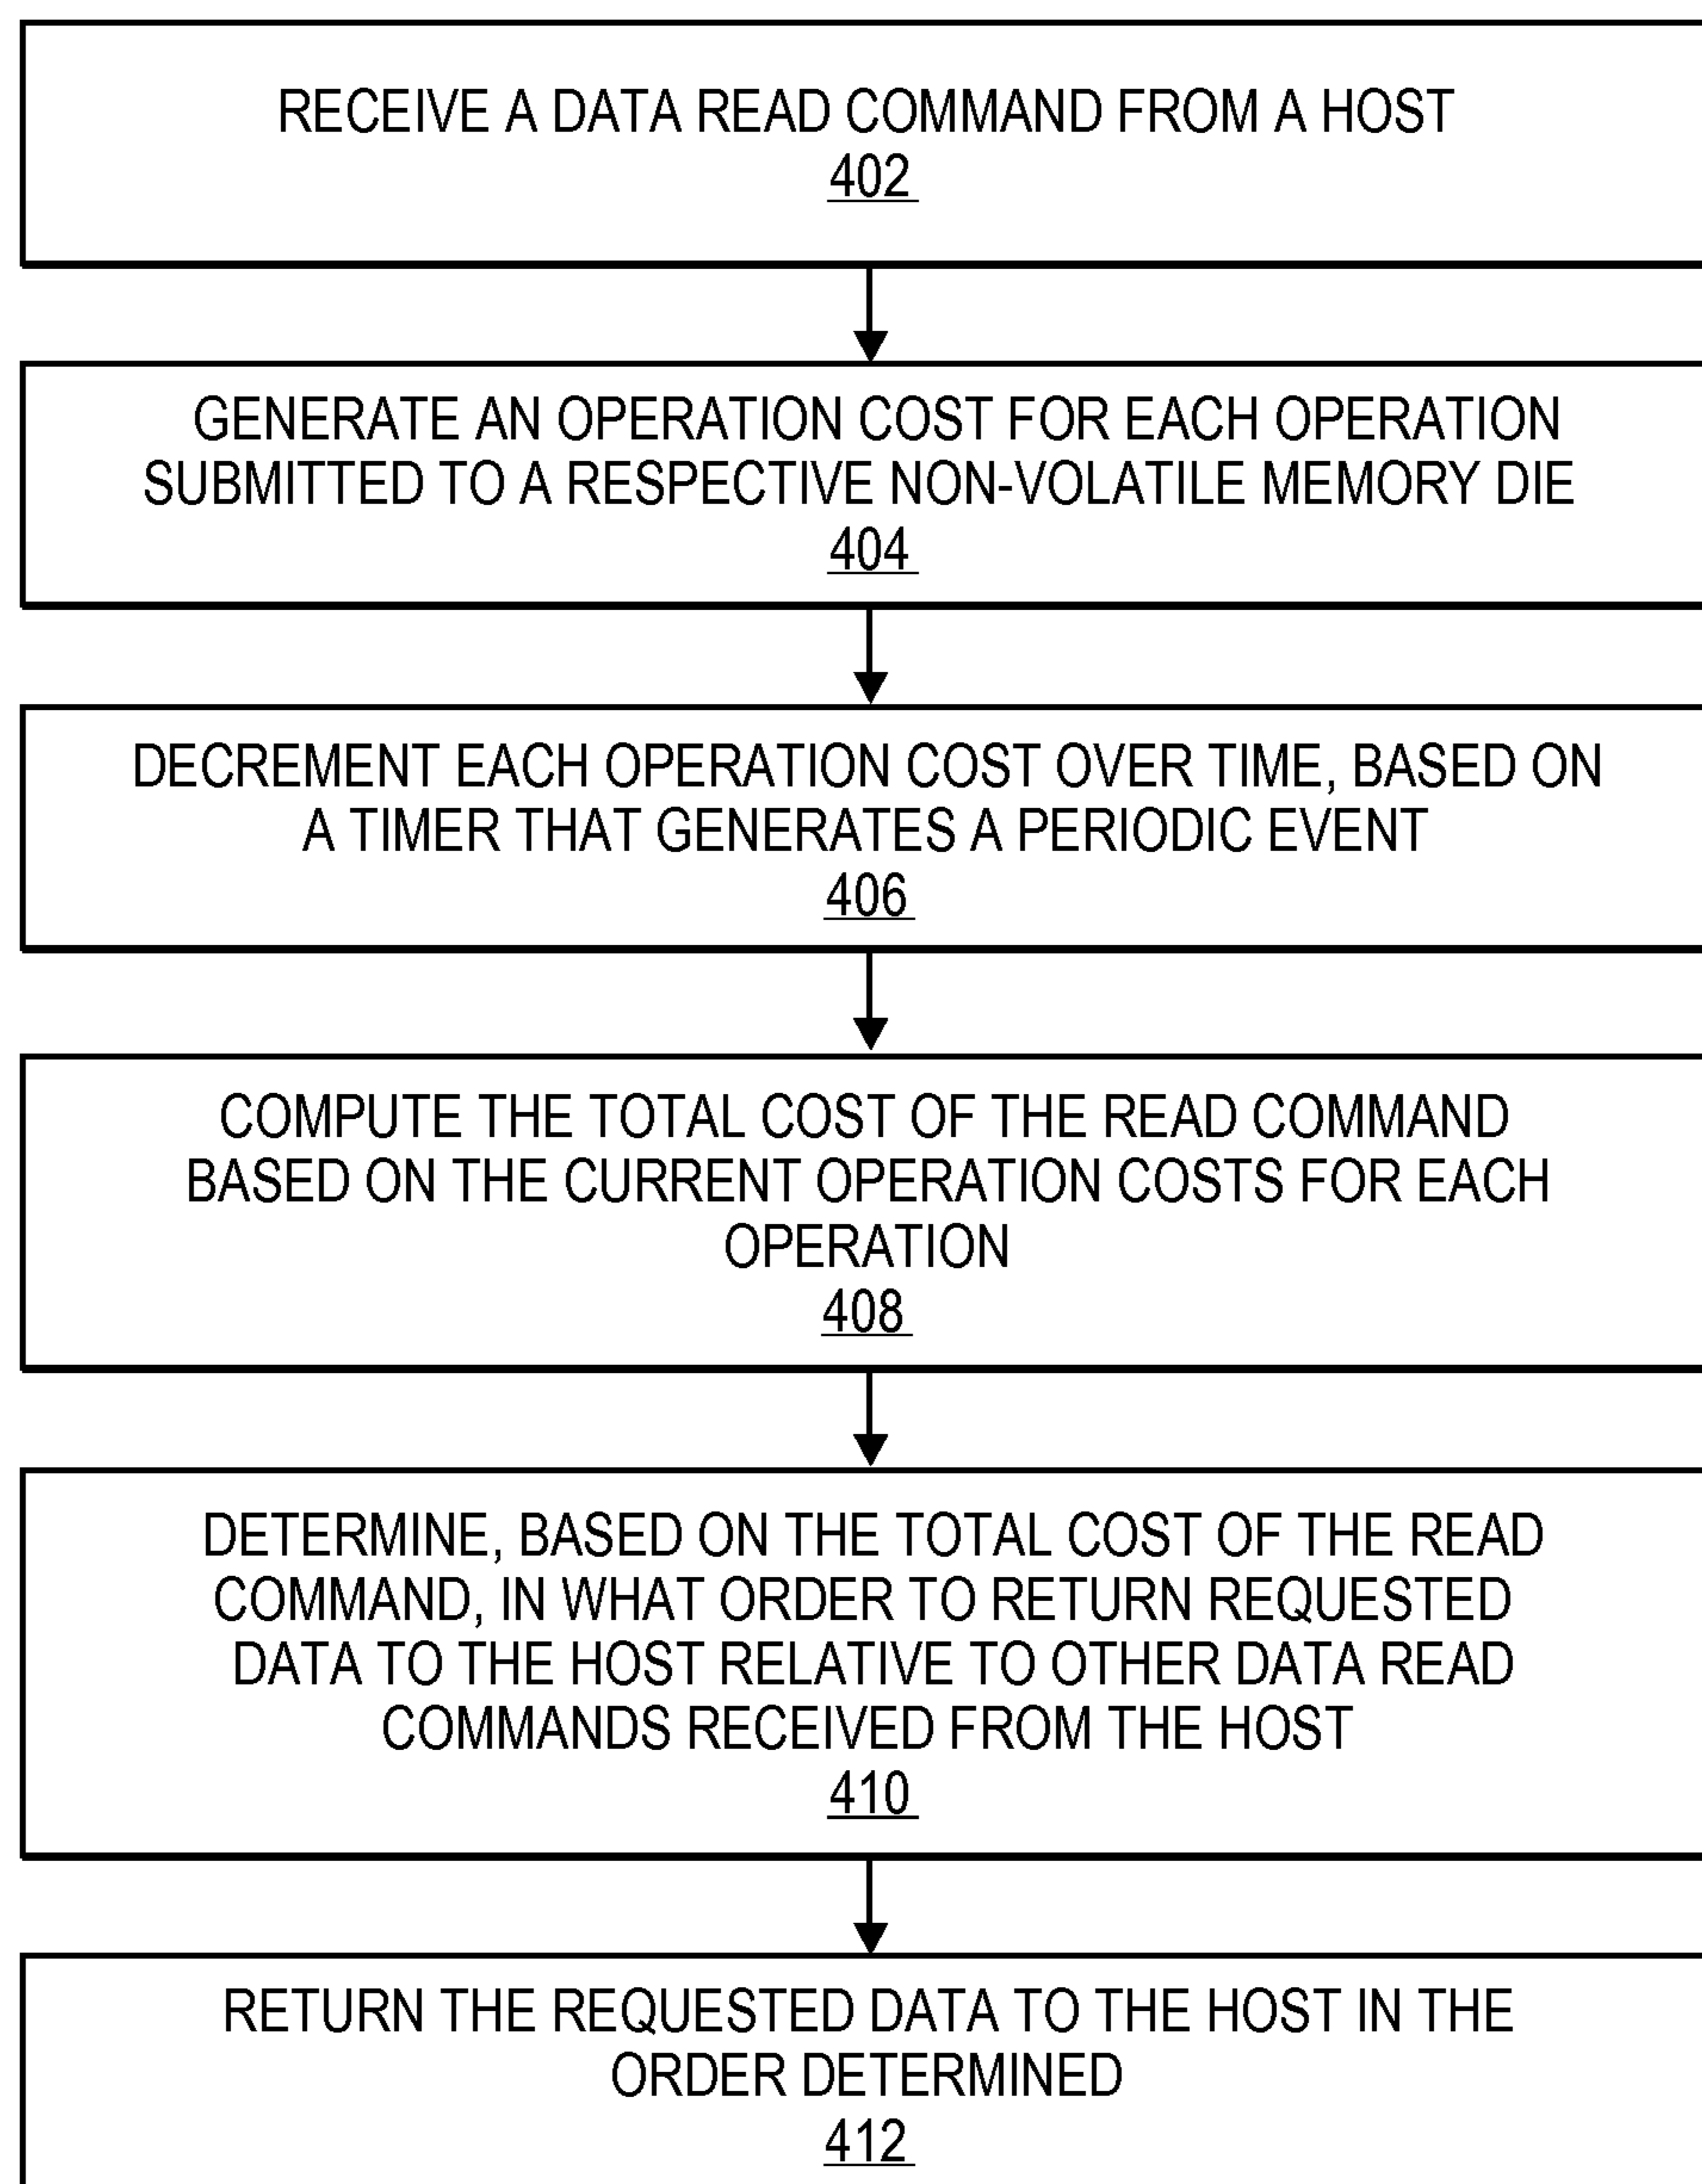 RECEIVE A DATA READ COMMAND FROM A HOST
402
GENERATE AN OPERATION COST FOR EACH OPERATION
SUBMITTED TO A RESPECTIVE NON-VOLATILE MEMORY DIE
404
DECREMENT EACH OPERATION COST OVER TIME, BASED ON
A TIMER THAT GENERATES A PERIODIC EVENT
406
COMPUTE THE TOTAL COST OF THE READ COMMAND
BASED ON THE CURRENT OPERATION COSTS FOR EACH
OPERATION
408
DETERMINE, BASED ON THE TOTAL COST OF THE READ
COMMAND, IN WHAT ORDER TO RETURN REQUESTED
DATA TO THE HOST RELATIVE TO OTHER DATA READ
COMMANDS RECEIVED FROM THE HOST
410
RETURN THE REQUESTED DATA TO THE HOST IN THE
ORDER DETERMINED
412